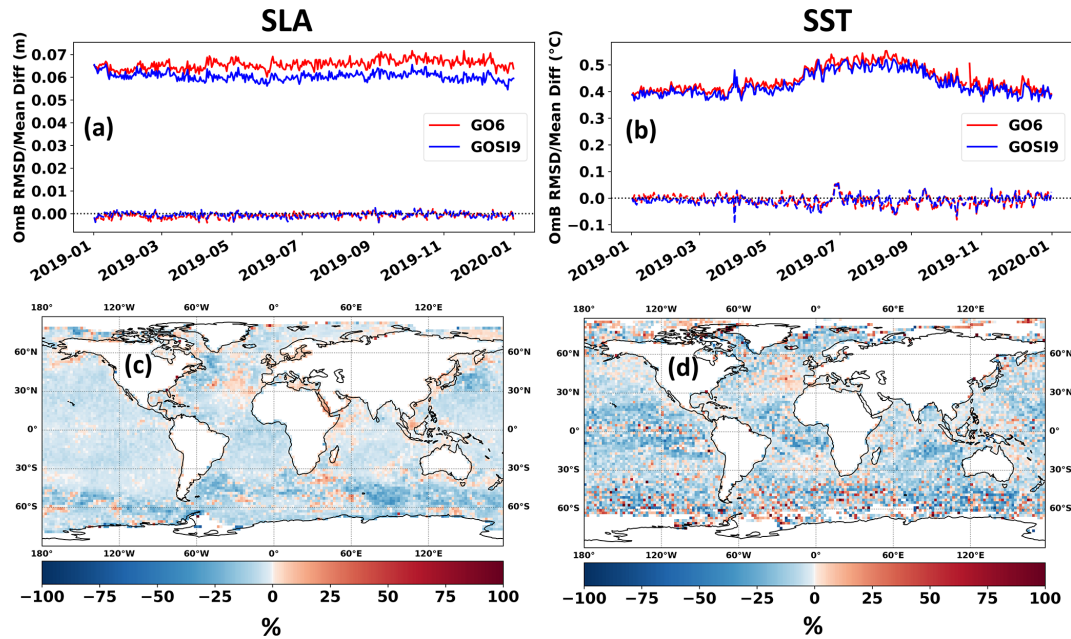 SLA
SST
OmB RMSD/Mean Diff (m)
0.07
0.06
0.05
0.04
0.03
0.02
0.01
0.00
(a)
GO6
GOSI9
2019-01
2019-03
2019-05
2019-07
2019-09
2019-11
2020-01
OmB RMSD/Mean Diff (°C)
0.5
0.4
0.3
0.2
0.1
0.0
−0.1
(b)
GO6
GOSI9
2019-01
2019-03
2019-05
2019-07
2019-09
2019-11
2020-01
180° 120°W 60°W 0° 60°E 120°E
60°N 60°N
30°N 30°N
0° 0°
30°S 30°S
60°S 60°S
(c)
180° 120°W 60°W 0° 60°E 120°E
−100 −75 −50 −25 0 25 50 75 100
%
180° 120°W 60°W 0° 60°E 120°E
60°N 60°N
30°N 30°N
0° 0°
30°S 30°S
60°S 60°S
(d)
180° 120°W 60°W 0° 60°E 120°E
−100 −75 −50 −25 0 25 50 75 100
%